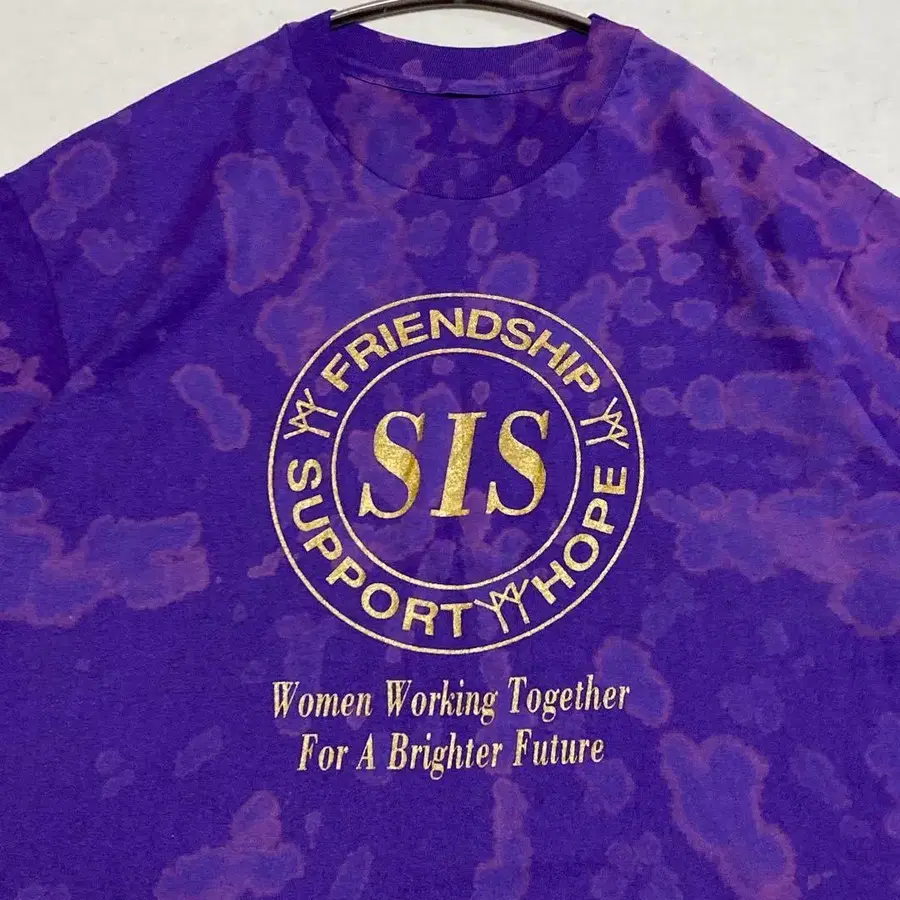 FRIENDSHIP
SUPPORT
HOPE
SIS
Women Working Together
For A Brighter Future